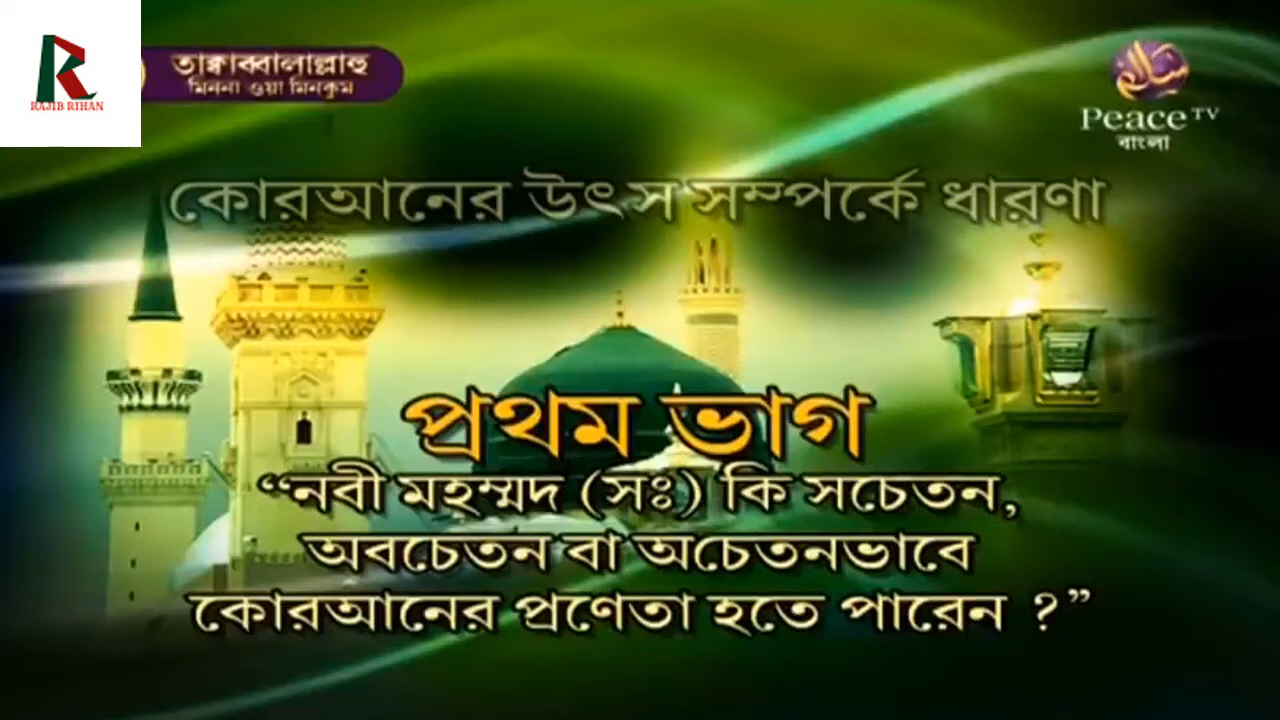 RAJIB RIHAN
তাক্বাব্বালাল্লাহু
মিননা ওয়া মিনকুম
Peace TV
বাংলা
কোরআনের উৎস সম্পর্কে ধারণা
প্রথম ভাগ
“নবী মহম্মদ (সঃ) কি সচেতন,
অবচেতন বা অচেতনভাবে
কোরআনের প্রণেতা হতে পারেন ?”